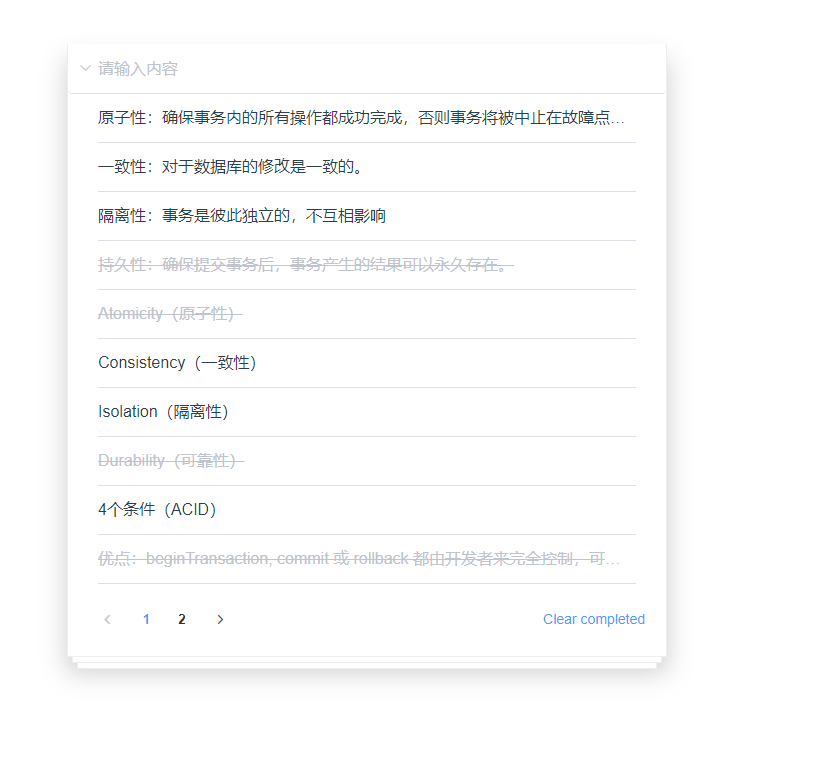 请输入内容
原子性：确保事务内的所有操作都成功完成，否则事务将被中止在故障点…
一致性：对于数据库的修改是一致的。
隔离性：事务是彼此独立的，不互相影响
持久性：确保提交事务后，事务产生的结果可以永久存在。
Atomicity（原子性）
Consistency（一致性）
Isolation（隔离性）
Durability（可靠性）
4个条件（ACID）
优点：beginTransaction, commit 或 rollback 都由开发者来完全控制，可…
1 2 Clear completed